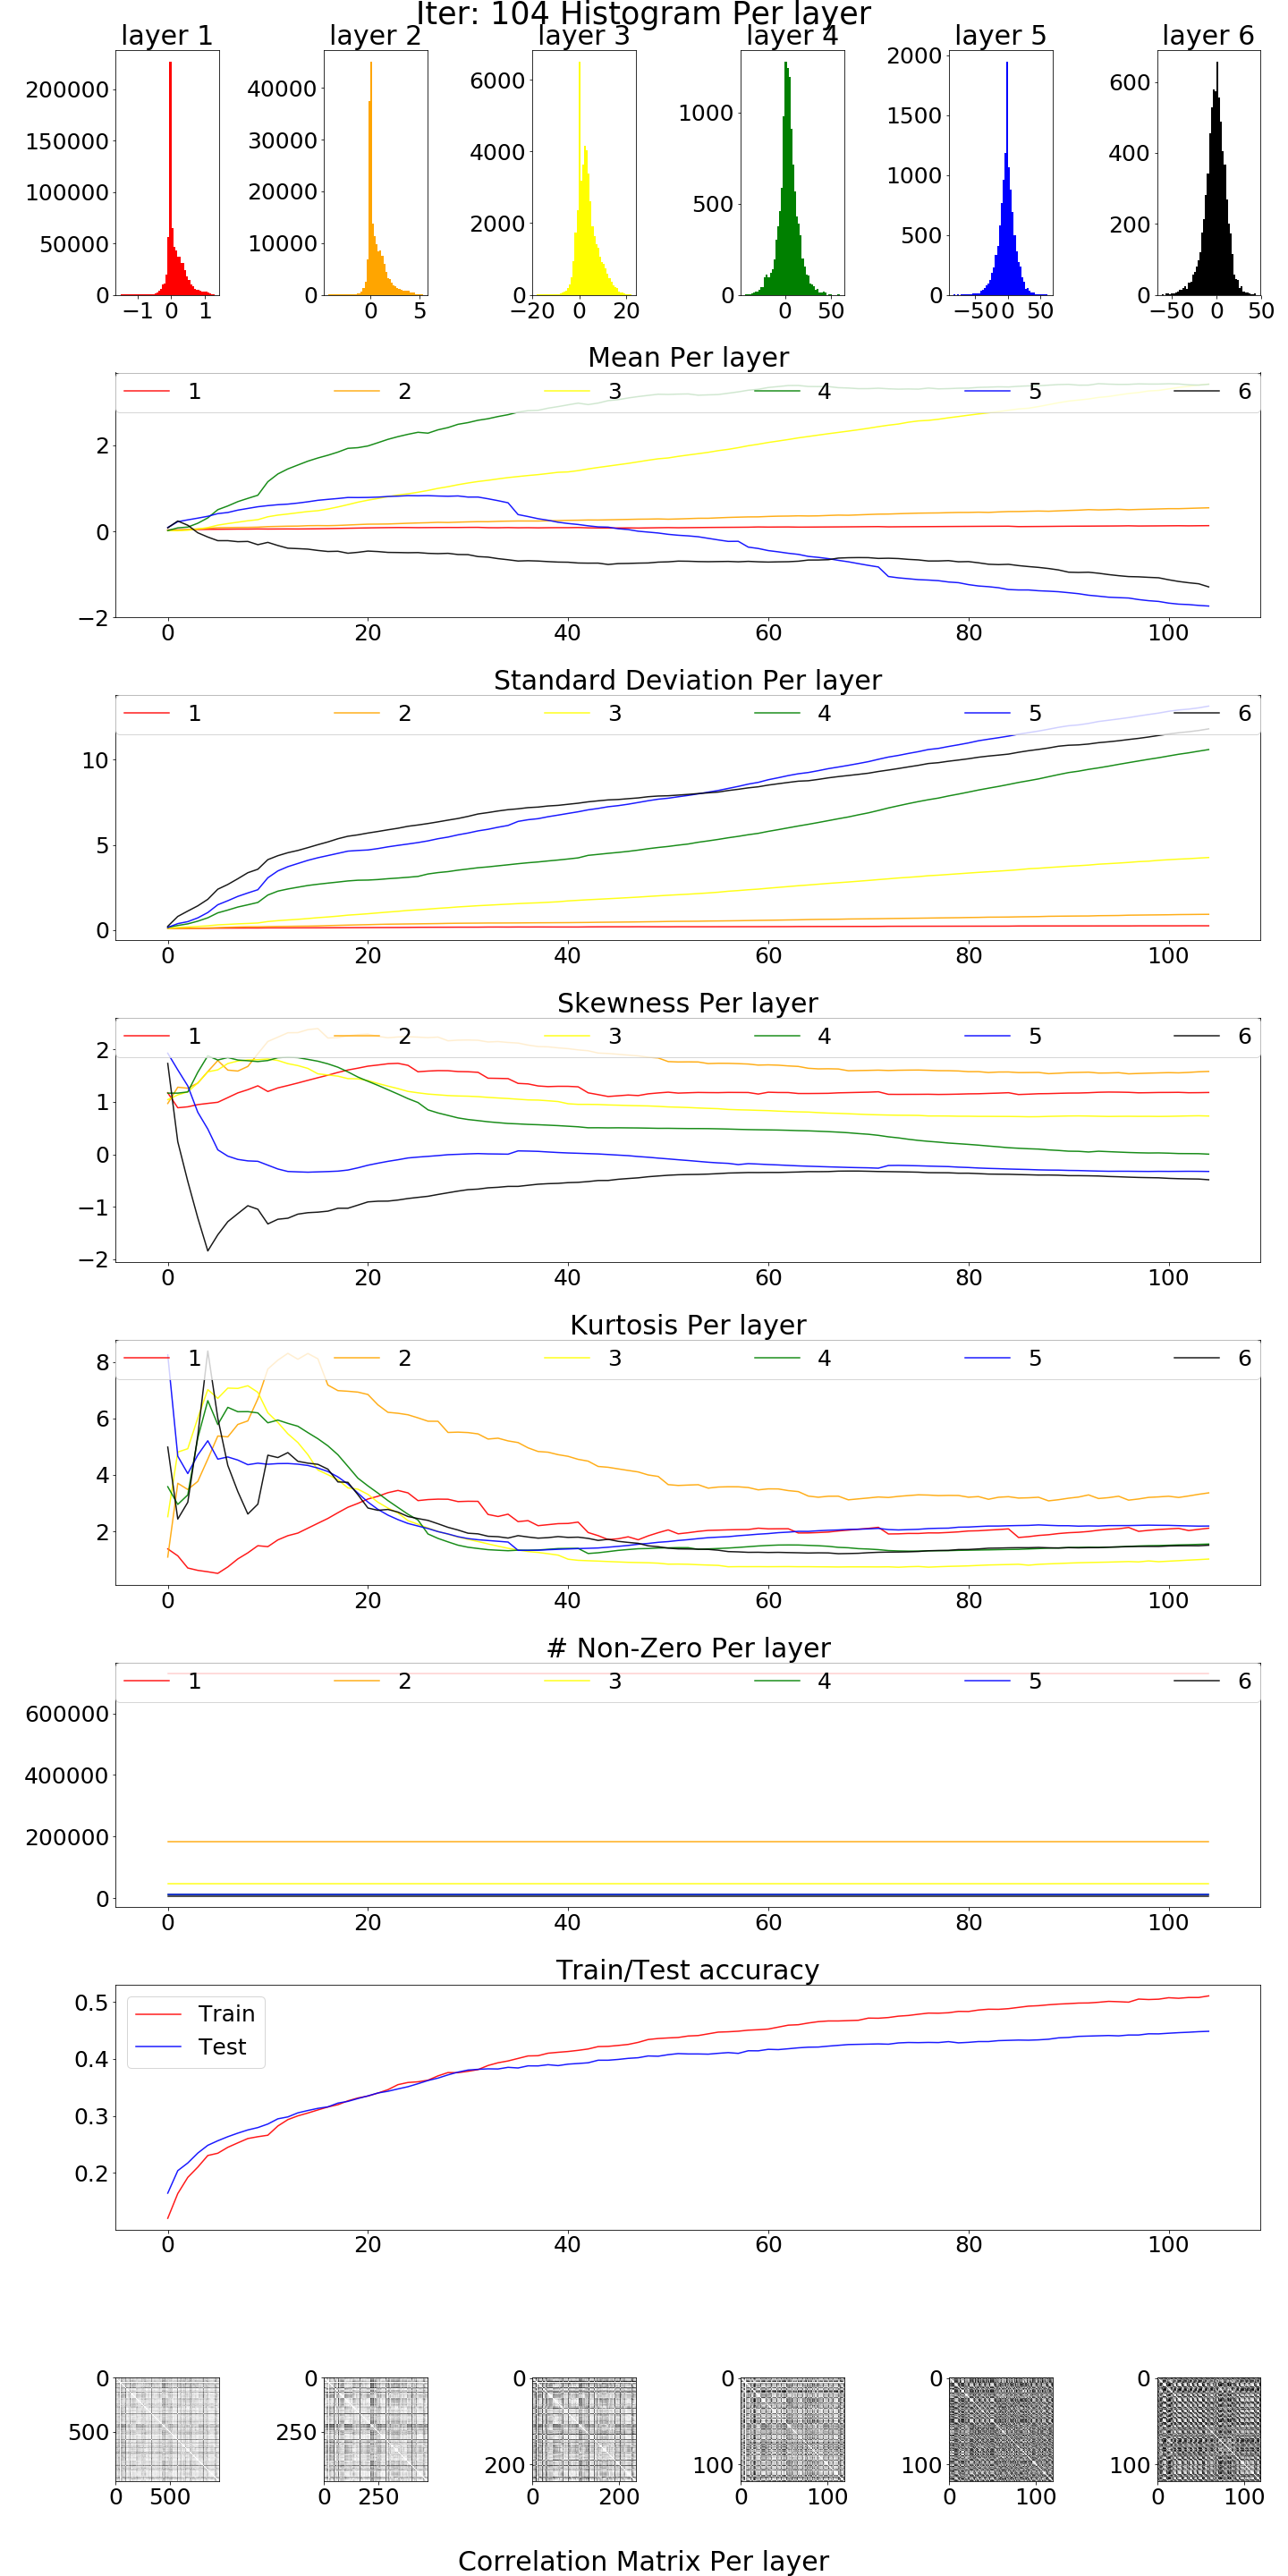 Iter: 104 Histogram Per layer
layer 1 layer 2 layer 3 layer 4 layer 5 layer 6
200000 150000 100000 50000 0
−1 0 1
40000 30000 20000 10000 0
0 5
6000 4000 2000 0
−20 0 20
1000 500 0
0 50
2000 1500 1000 500 0
−50 0 50
600 400 200 0
−50 0 50
Mean Per layer
1 2 3 4 5 6
2
0
−2
0 20 40 60 80 100
Standard Deviation Per layer
1 2 3 4 5 6
10
5
0
0 20 40 60 80 100
Skewness Per layer
1 2 3 4 5 6
2
1
0
−1
−2
0 20 40 60 80 100
Kurtosis Per layer
1 2 3 4 5 6
8
6
4
2
0 20 40 60 80 100
# Non-Zero Per layer
1 2 3 4 5 6
600000
400000
200000
0
0 20 40 60 80 100
Train/Test accuracy
Train
Test
0.5
0.4
0.3
0.2
0 20 40 60 80 100
0 0 0 0 0 0
500 250 200 100 100 100
0 500 0 250 0 200 0 100 0 100 0 100
Correlation Matrix Per layer